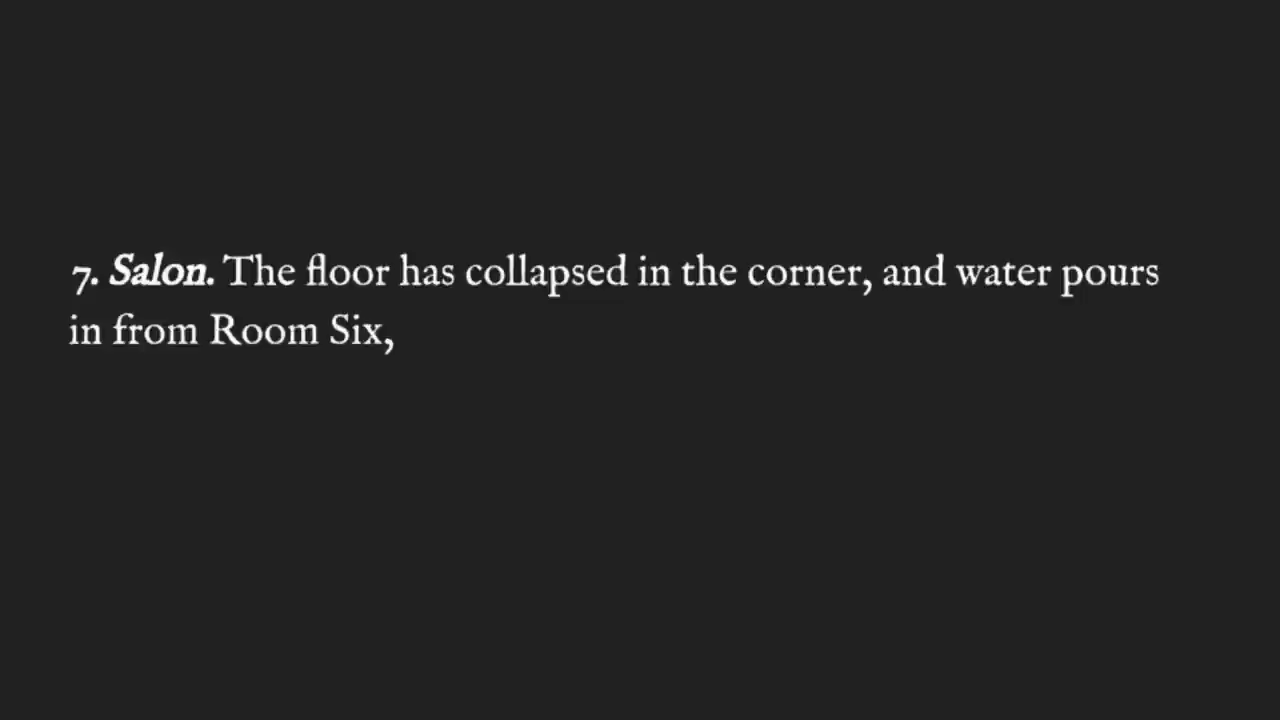 7. Salon. The floor has collapsed in the corner, and water pours
in from Room Six,